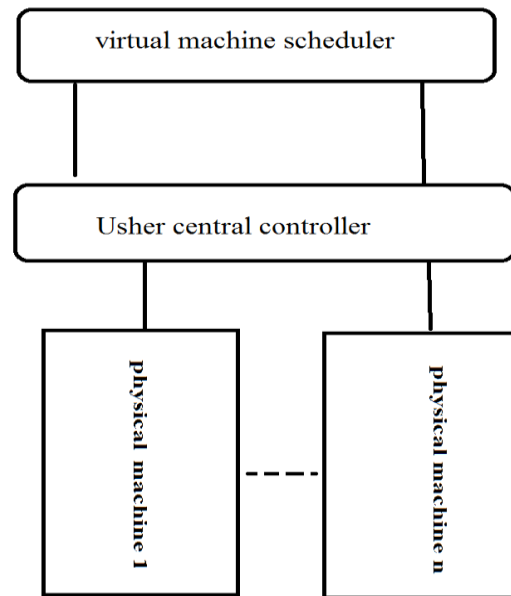 virtual machine scheduler
Usher central controller
physical machine 1
physical machine n